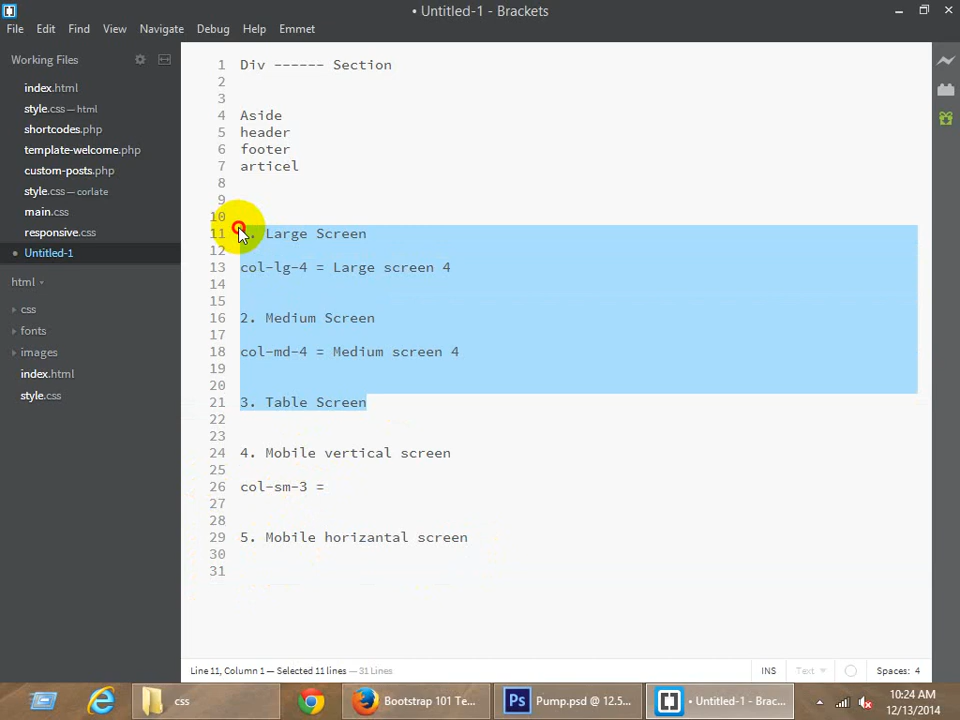 • Untitled-1 - Brackets
File Edit Find View Navigate Debug Help Emmet
Working Files
index.html
style.css — html
shortcodes.php
template-welcome.php
custom-posts.php
style.css — corlate
main.css
responsive.css
Untitled-1
html
css
fonts
images
index.html
style.css
1 Div ------ Section
2
3
4 Aside
5 header
6 footer
7 articel
8
9
10
11 . Large Screen
12
13 col-lg-4 = Large screen 4
14
15
16 2. Medium Screen
17
18 col-md-4 = Medium screen 4
19
20
21 3. Table Screen
22
23
24 4. Mobile vertical screen
25
26 col-sm-3 =
27
28
29 5. Mobile horizantal screen
30
31
Line 11, Column 1 — Selected 11 lines — 31 Lines
INS Text Spaces: 4
css
Bootstrap 101 Te...
Ps Pump.psd @ 12.5...
• Untitled-1 - Brac...
10:24 AM
12/13/2014